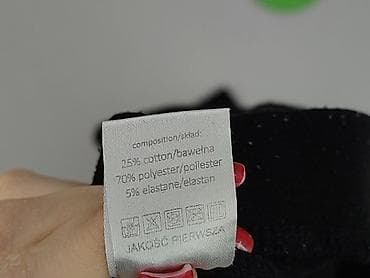 composition/skład:
25% cotton/bawełna
70% polyester/poliester
5% elastane/elastan
JAKOŚĆ PIERWSZA